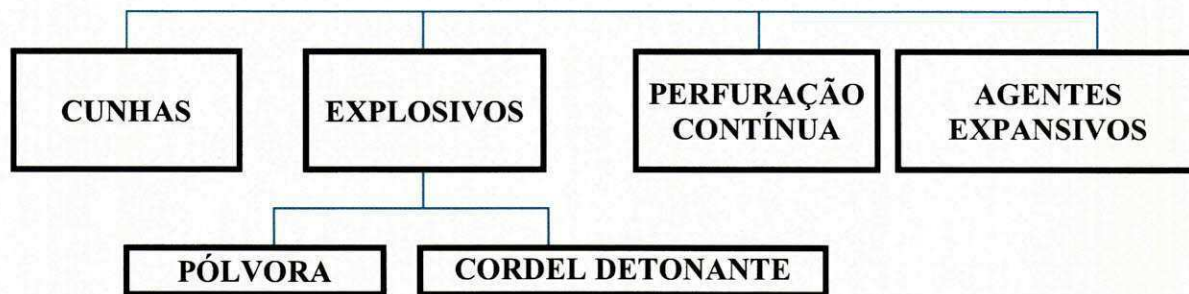 CUNHAS
EXPLOSIVOS
PERFURAÇÃO
CONTÍNUA
AGENTES
EXPANSIVOS
PÓLVORA
CORDEL DETONANTE